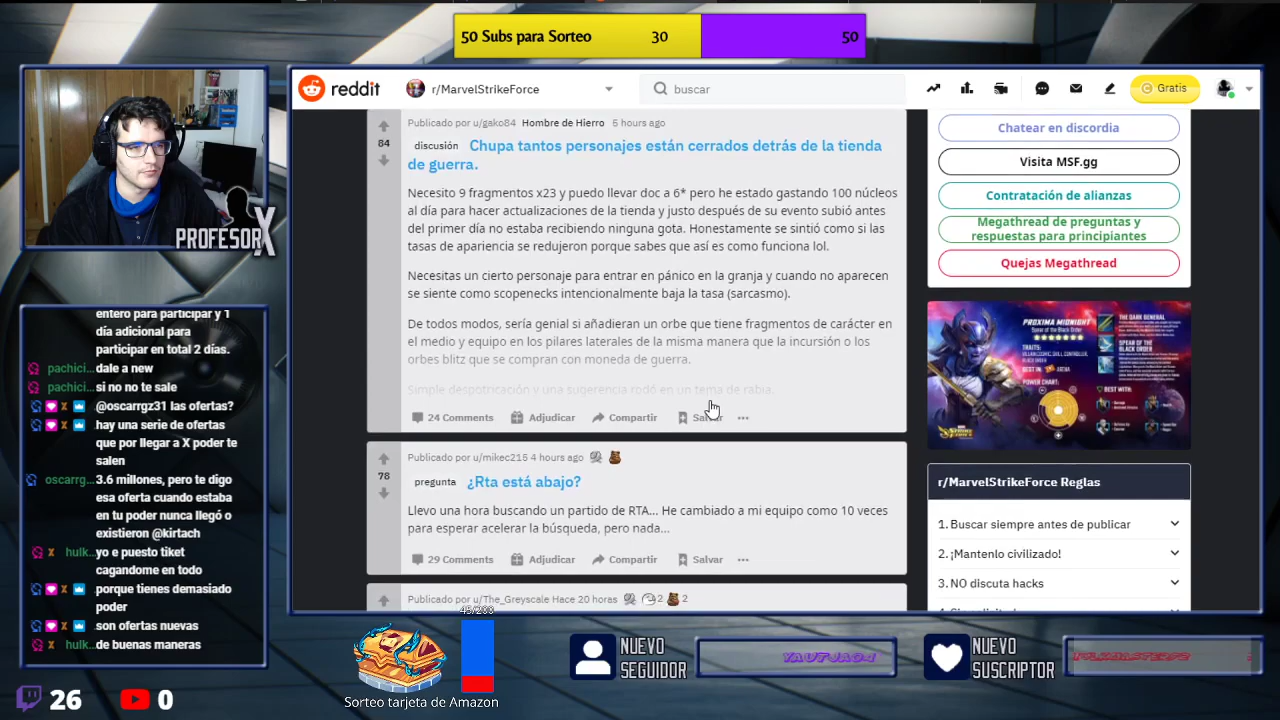 50 Subs para Sorteo 30 50
PROFESOR X
reddit
r/MarvelStrikeForce
buscar
Gratis
84
Publicado por u/gako84 Hombre de Hierro 5 hours ago
discusión Chupa tantos personajes están cerrados detrás de la tienda
de guerra.
Necesito 9 fragmentos x23 y puedo llevar doc a 6* pero he estado gastando 100 núcleos
al día para hacer actualizaciones de la tienda y justo después de su evento subió antes
del primer día no estaba recibiendo ninguna gota. Honestamente se sintió como si las
tasas de apariencia se redujeron porque sabes que así es como funciona lol.
Necesitas un cierto personaje para entrar en pánico en la granja y cuando no aparecen
se siente como scopenecks intencionalmente baja la tasa (sarcasmo).
De todos modos, sería genial si añadieran un orbe que tiene fragmentos de carácter en
el medio y equipo en los pilares laterales de la misma manera que la incursión o los
orbes blitz que se compran con moneda de guerra.
Simple desotricación y una sugerencia rodó en un tema de rabia.
24 Comments Adjudicar Compartir Salvar
78
Publicado por u/mikec215 4 hours ago
pregunta ¿Rta está abajo?
Llevo una hora buscando un partido de RTA... He cambiado a mi equipo como 10 veces
para esperar acelerar la búsqueda, pero nada...
29 Comments Adjudicar Compartir Salvar
Publicado por u/The_Greyscale Hace 20 horas 2 2
Chatear en discordia
Visita MSF.gg
Contratación de alianzas
Megathread de preguntas y
respuestas para principiantes
Quejas Megathread
PROXIMA MIDNIGHT
THE DARK GENERAL
TRAITS:
BEST IN: ARENA
POWER CHART:
BEST WITH:
r/MarvelStrikeForce Reglas
1. Buscar siempre antes de publicar
2. ¡Mantenlo civilizado!
3. NO discuta hacks
entero para participar y 1
día adicional para
participar en total 2 días.
pachici... dale a new
pachici... si no no te sale
@oscarrgz31 las ofertas?
hay una serie de ofertas
que por llegar a X poder te
salen
oscarrg... 3.6 millones, pero te digo
esa oferta cuando estaba
en tu poder nunca llegó o
existieron @kirtach
hulk... yo e puesto tiket
cagandome en todo
porque tienes demasiado
poder
son ofertas nuevas
hulk... de buenas maneras
26 0
Sorteo tarjeta de Amazon
NUEVO
SEGUIDOR
NUEVO
SUSCRIPTOR